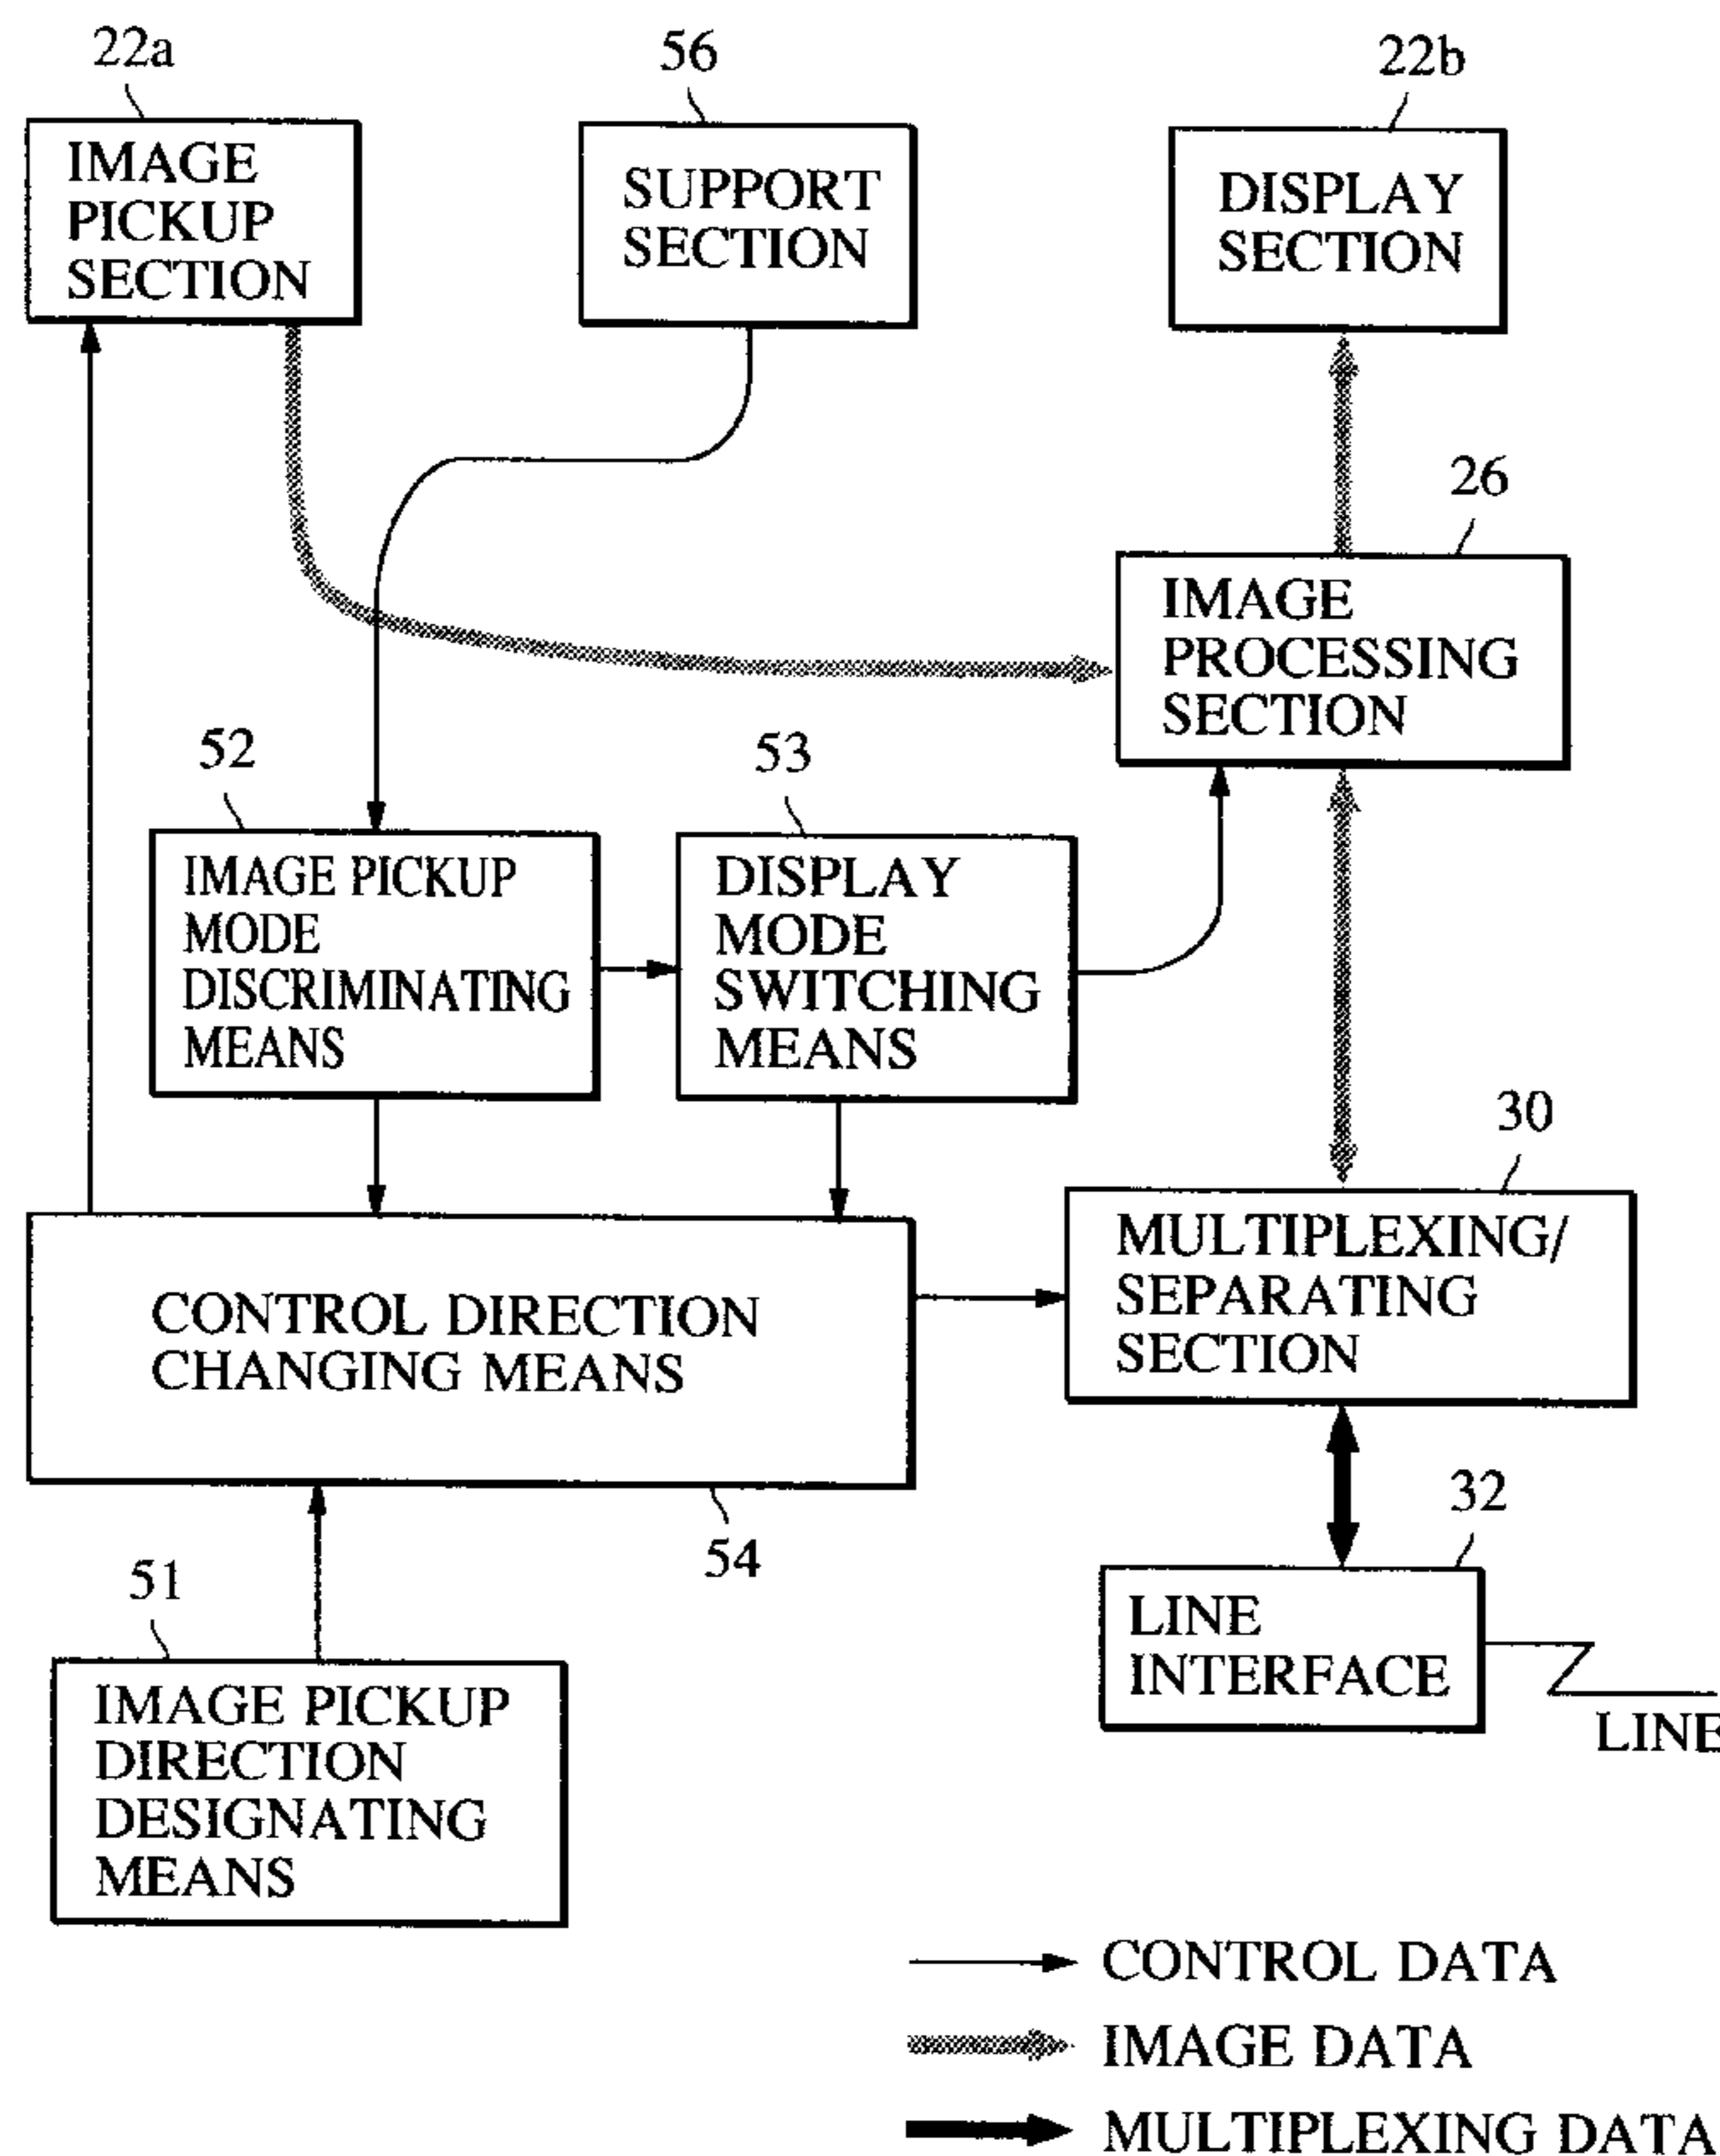 22a
56
22b
IMAGE
PICKUP
SECTION
SUPPORT
SECTION
DISPLAY
SECTION
26
IMAGE
PROCESSING
SECTION
52
53
IMAGE PICKUP
MODE
DISCRIMINATING
MEANS
DISPLAY
MODE
SWITCHING
MEANS
30
CONTROL DIRECTION
CHANGING MEANS
MULTIPLEXING/
SEPARATING
SECTION
54
32
51
LINE
INTERFACE
LINE
IMAGE PICKUP
DIRECTION
DESIGNATING
MEANS
CONTROL DATA
IMAGE DATA
MULTIPLEXING DATA